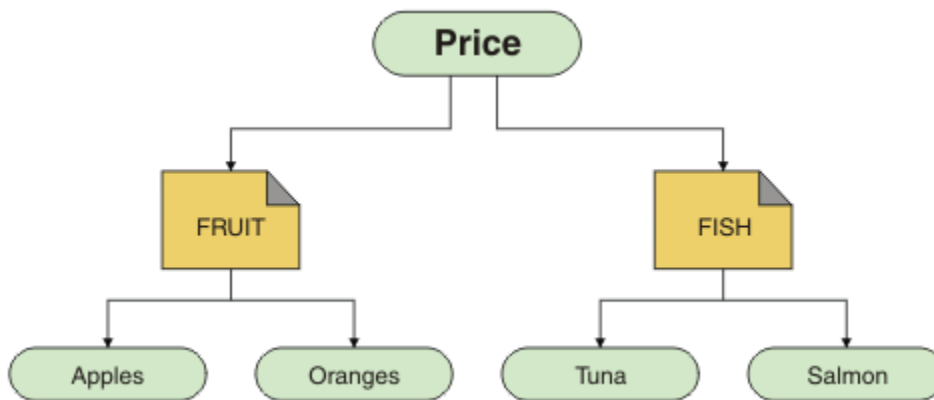 Price
FRUIT
FISH
Apples
Oranges
Tuna
Salmon